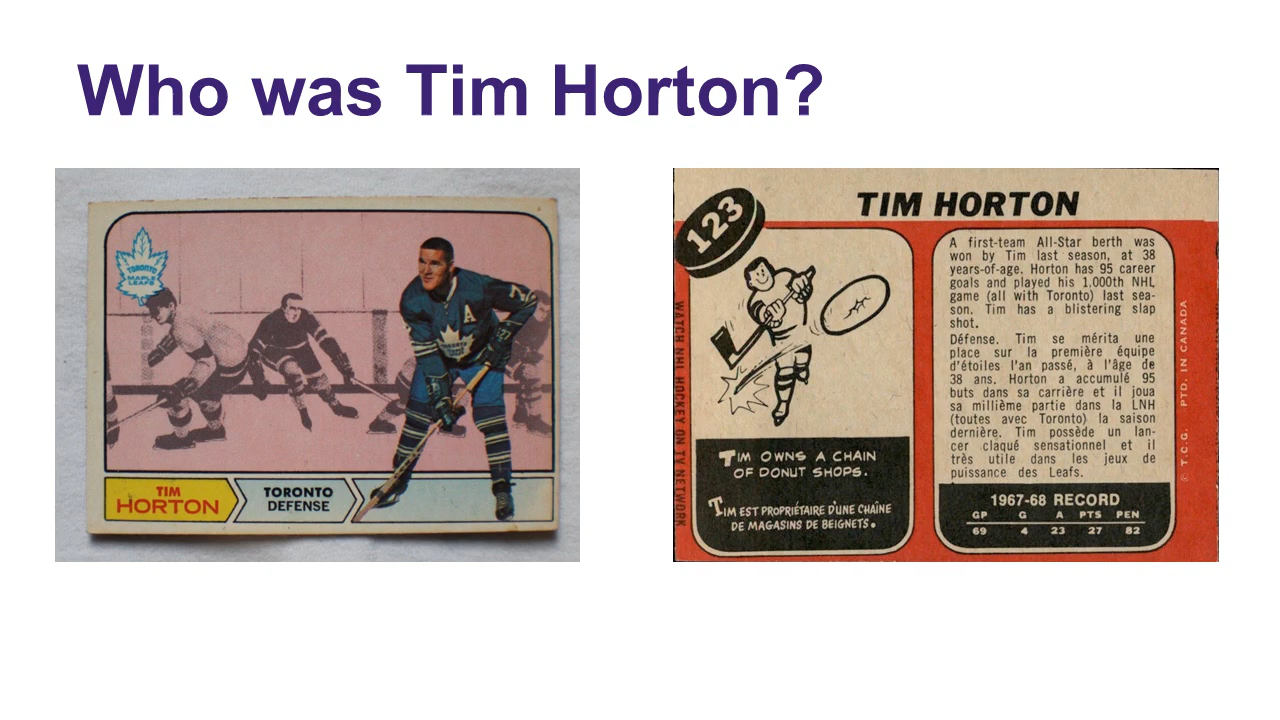 Who was Tim Horton?
TORONTO
MAPLE
LEAFS
7
A
TORONTO
MAPLE
LEAFS
TIM
HORTON
TORONTO
DEFENSE
123
TIM HORTON
WATCH NHL HOCKEY ON TV NETWORK
TIM OWNS A CHAIN
OF DONUT SHOPS.
TIM EST PROPRIÉTAIRE D'UNE CHAÎNE
DE MAGASINS DE BEIGNETS.
A first-team All-Star berth was
won by Tim last season, at 38
years-of-age. Horton has 95 career
goals and played his 1,000th NHL
game (all with Toronto) last sea-
son. Tim has a blistering slap
shot.
Défense. Tim se mérita une
place sur la première équipe
d'étoiles l'an passé, à l'âge de
38 ans. Horton a accumulé 95
buts dans sa carrière et il joua
sa millième partie dans la LNH
(toutes avec Toronto) la saison
dernière. Tim possède un lan-
cer claqué sensationnel et il
très utile dans les jeux de
puissance des Leafs.
1967-68 RECORD
GP G A PTS PEN
69 4 23 27 82
© T.C.G. PTD. IN CANADA